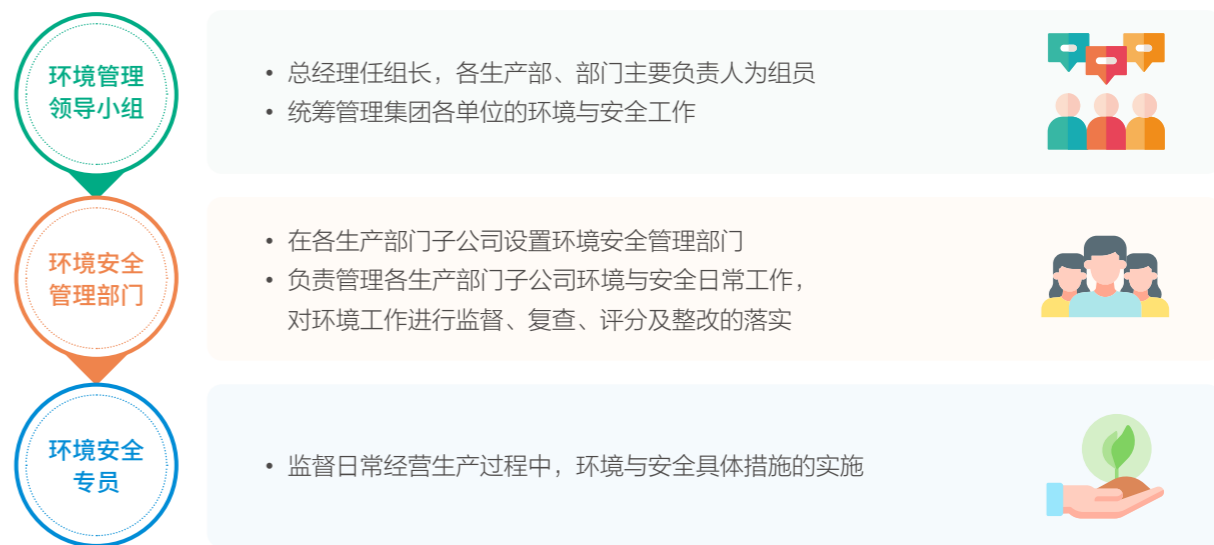 环境管理
领导小组
• 总经理任组长，各生产部、部门主要负责人为组员
• 统筹管理集团各单位的环境与安全工作
环境安全
管理部门
• 在各生产部门子公司设置环境安全管理部门
• 负责管理各生产部门子公司环境与安全日常工作，
对环境工作进行监督、复查、评分及整改的落实
环境安全
专员
• 监督日常经营生产过程中，环境与安全具体措施的实施